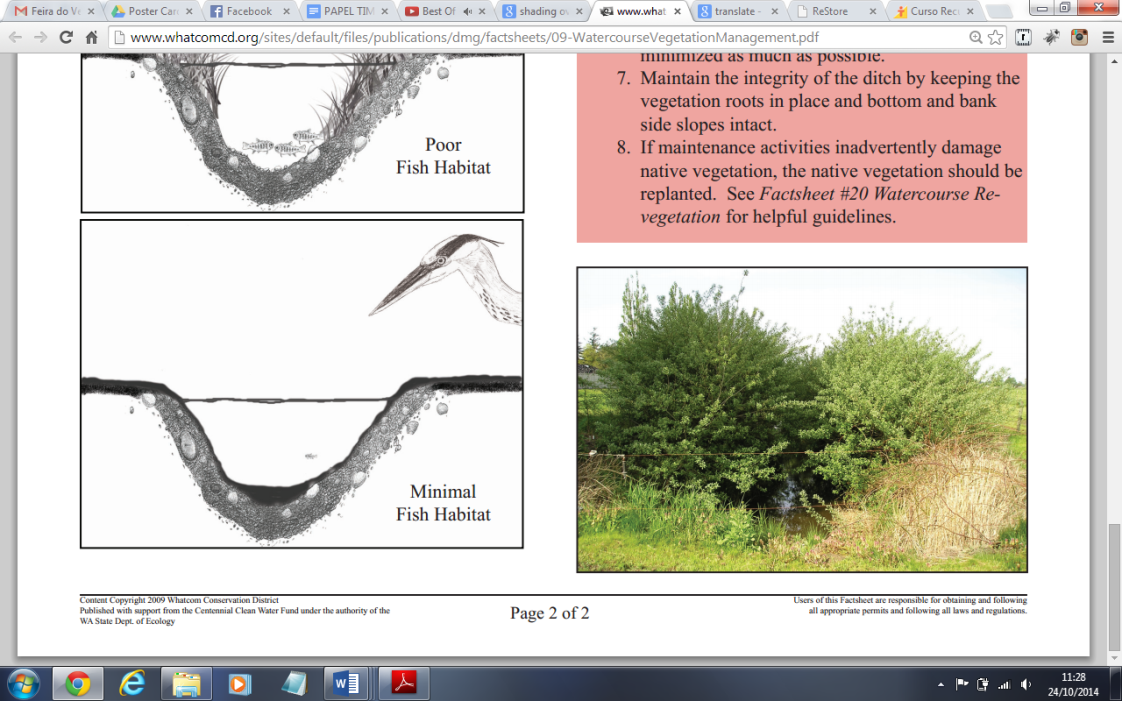 Feira do V
Poster Car
Facebook
PAPEL TIM
Best Of
shading ov
www.what
translate -
ReStore
Curso Rec
www.whatcomcd.org/sites/default/files/publications/dmg/factsheets/09-WatercourseVegetationManagement.pdf
Poor
Fish Habitat
Minimal
Fish Habitat
minimized as much as possible.
7. Maintain the integrity of the ditch by keeping the
vegetation roots in place and bottom and bank
side slopes intact.
8. If maintenance activities inadvertently damage
native vegetation, the native vegetation should be
replanted. See Factsheet #20 Watercourse Re-
vegetation for helpful guidelines.
Content Copyright 2009 Whatcom Conservation District
Published with support from the Centennial Clean Water Fund under the authority of the
WA State Dept. of Ecology
Page 2 of 2
Users of this Factsheet are responsible for obtaining and following
all appropriate permits and following all laws and regulations.
11:28
24/10/2014